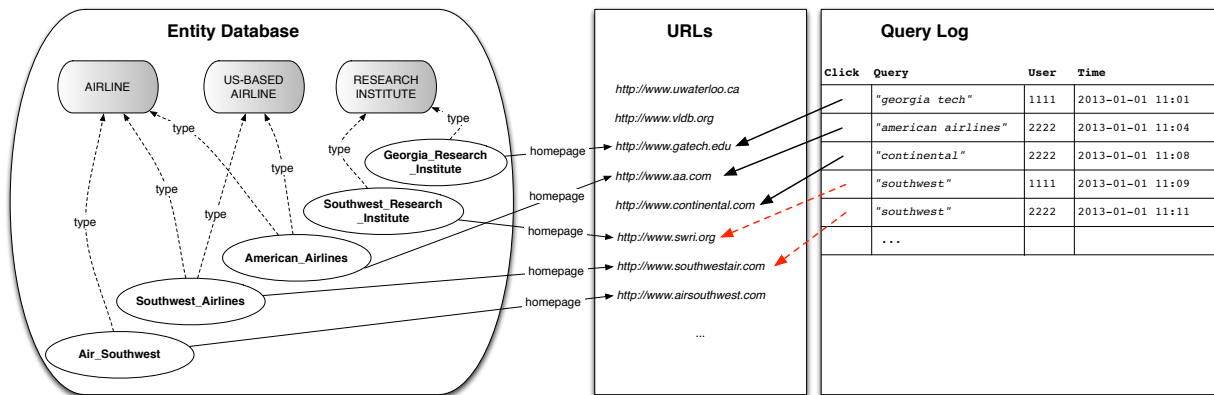 Entity Database
AIRLINE
US-BASED
AIRLINE
RESEARCH
INSTITUTE
type
type
type
type
type
type
type
Georgia_Research
_Institute
Southwest_Research
_Institute
American_Airlines
Southwest_Airlines
Air_Southwest
homepage
homepage
homepage
homepage
homepage
URLs
http://www.uwaterloo.ca
http://www.vldb.org
http://www.gatech.edu
http://www.aa.com
http://www.continental.com
http://www.swri.org
http://www.southwestair.com
http://www.airsouthwest.com
...
Query Log
Click Query User Time
"georgia tech" 1111 2013-01-01 11:01
"american airlines" 2222 2013-01-01 11:04
"continental" 2222 2013-01-01 11:08
"southwest" 1111 2013-01-01 11:09
"southwest" 2222 2013-01-01 11:11
...